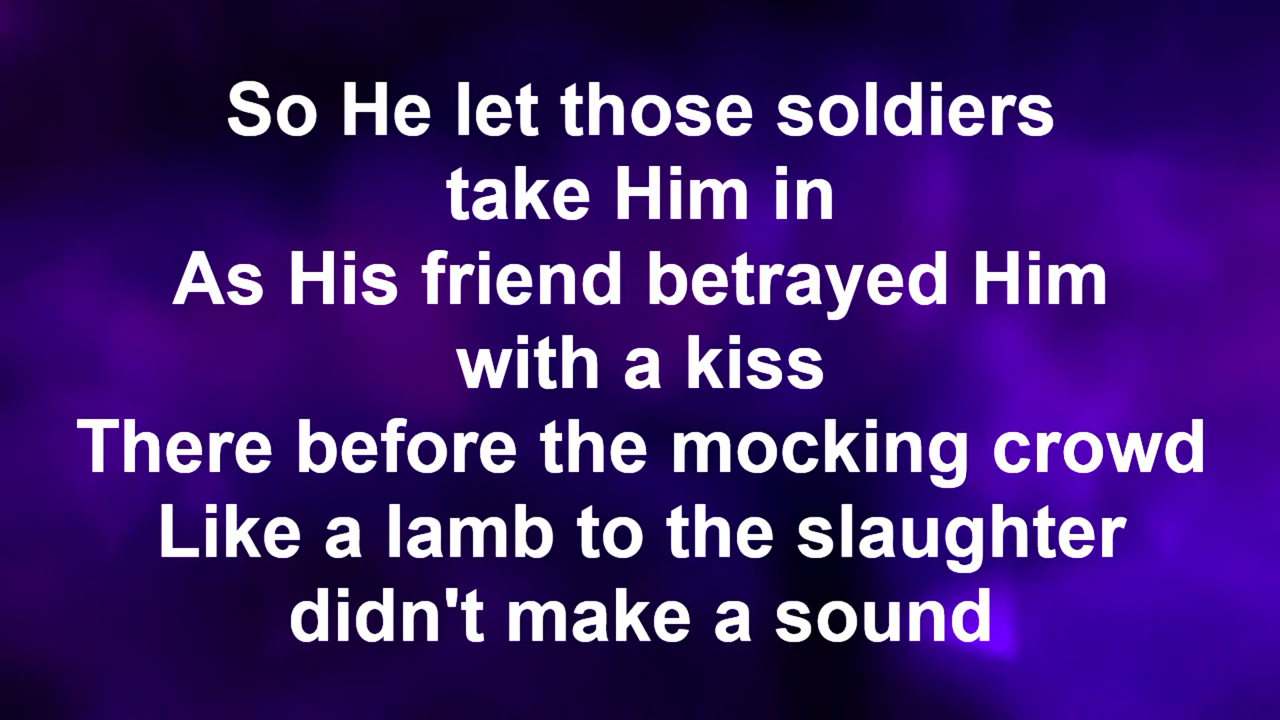 So He let those soldiers
take Him in
As His friend betrayed Him
with a kiss
There before the mocking crowd
Like a lamb to the slaughter
didn't make a sound